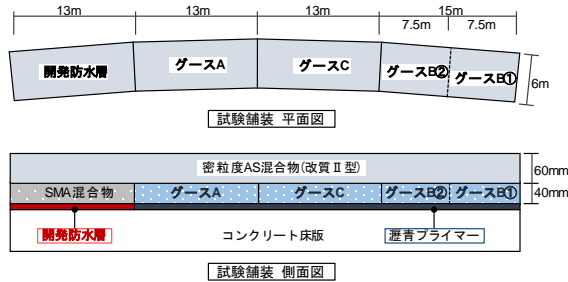 13m 13m 13m 15m
7.5m 7.5m
開発防水層 グースA グースC グースB② グースB①
6m
試験舗装 平面図
密粒度AS混合物(改質Ⅱ型) 60mm
SMA混合物 グースA グースC グースB② グースB① 40mm
開発防水層 コンクリート床版 瀝青プライマー
試験舗装 側面図